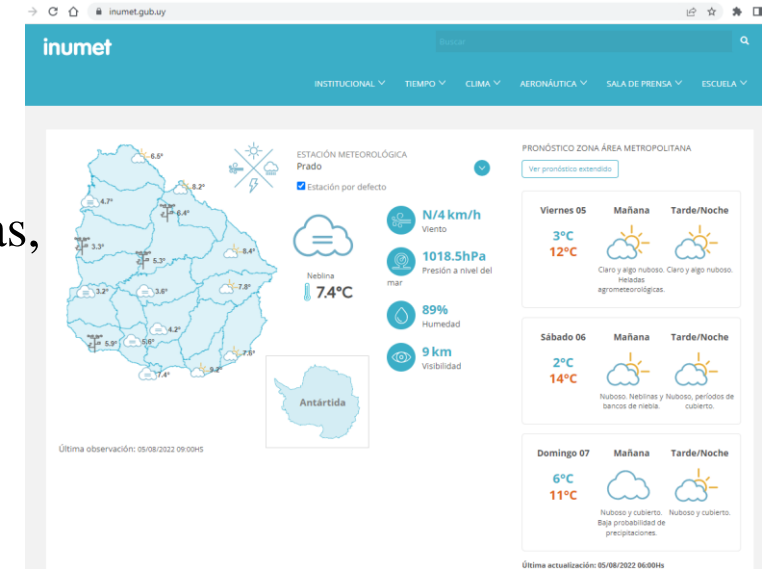 inumet.gub.uy
inumet
Buscar
INSTITUCIONAL TIEMPO CLIMA AERONÁUTICA SALA DE PRENSA ESCUELA
as,
6.5°
8.2°
4.7°
6.4°
3.3°
8.4°
5.3°
3.2°
3.6°
7.8°
4.2°
5.9°
5.6°
7.6°
7.4°
9.2°
Antártida
Última observación: 05/08/2022 09:00HS
ESTACIÓN METEOROLÓGICA
Prado
Estación por defecto
Neblina
7.4°C
N/4 km/h
Viento
1018.5hPa
Presión a nivel del
mar
89%
Humedad
9 km
Visibilidad
PRONÓSTICO ZONA ÁREA METROPOLITANA
Ver pronóstico extendido
Viernes 05 Mañana Tarde/Noche
3°C
12°C
Claro y algo nuboso. Claro y algo nuboso.
Heladas
agrometeorológicas.
Sábado 06 Mañana Tarde/Noche
2°C
14°C
Nuboso. Neblinas y Nuboso, períodos de
bancos de niebla. cubierto.
Domingo 07 Mañana Tarde/Noche
6°C
11°C
Nuboso y cubierto. Nuboso y cubierto.
Baja probabilidad de
precipitaciones.
Última actualización: 05/08/2022 06:00Hs